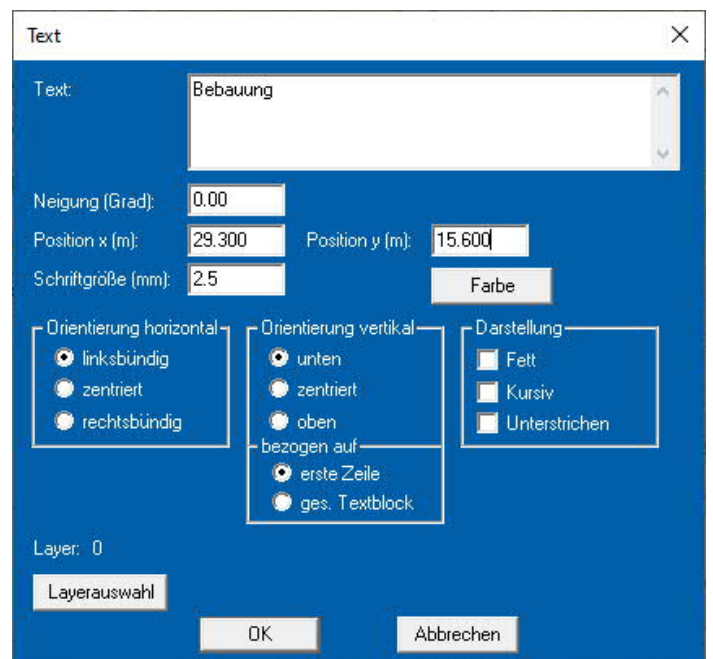 Text
Text: Bebauung
Neigung (Grad): 0.00
Position x (m): 29.300 Position y (m): 15.600
Schriftgröße (mm): 2.5 Farbe
Orientierung horizontal Orientierung vertikal Darstellung
linksbündig unten Fett
zentriert zentriert Kursiv
rechtsbündig oben Unterstrichen
bezogen auf
erste Zeile
ges. Textblock
Layer: 0
Layerauswahl
OK Abbrechen